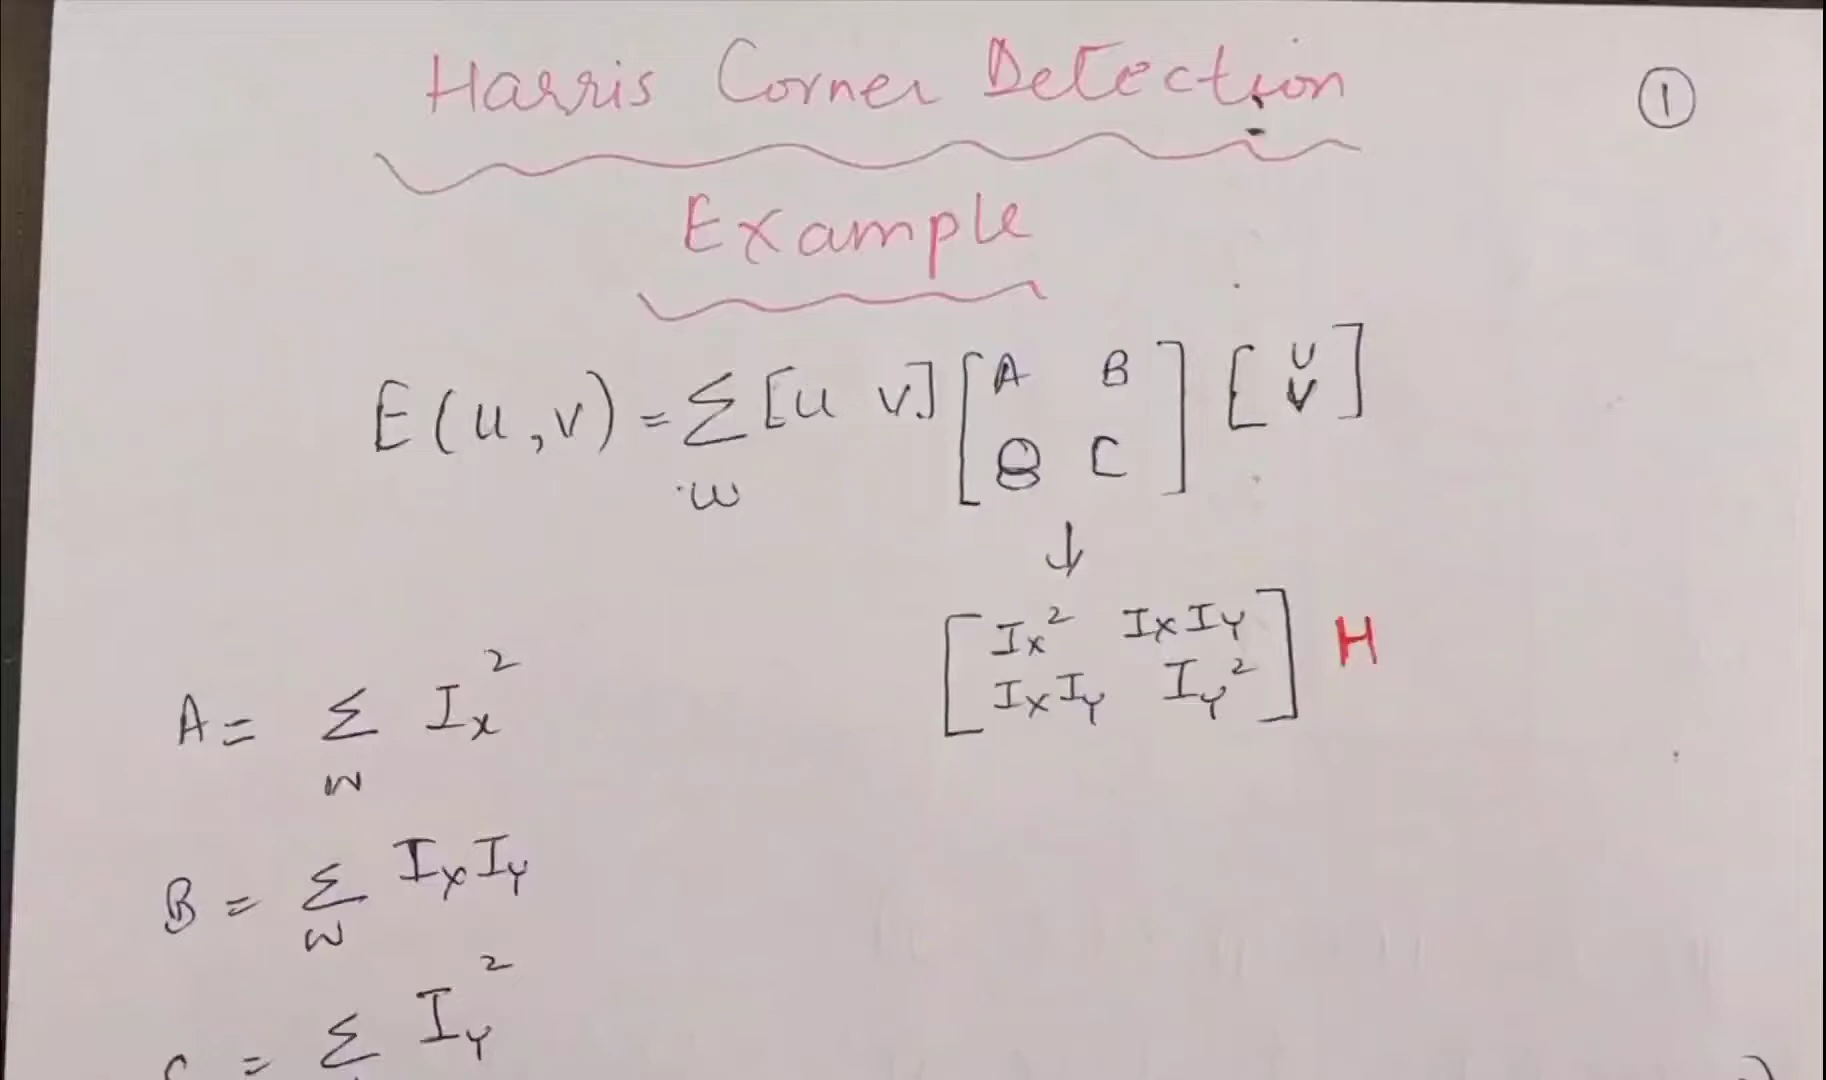 Harris Corner Detection
①
Example
E(u,v) = Σ [u v] [A B
B C] [u
v]
w
↓
[Ix² IxIy
IxIy Iy²] H
A = Σ Ix²
w
B = Σ IxIy
w
C = Σ Iy²